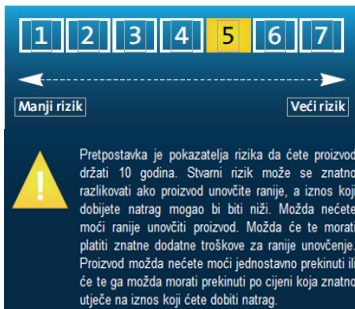 1 2 3 4 5 6 7
Manji rizik Veći rizik
Pretpostavka je pokazatelja rizika da ćete proizvod
držati 10 godina. Stvarni rizik može se znatno
razlikovati ako proizvod unovčite ranije, a iznos koji
dobijete natrag mogao bi biti niži. Možda nećete
moći ranije unovčiti proizvod. Možda će te morati
platiti znatne dodatne troškove za ranije unovčenje.
Proizvod možda nećete moći jednostavno prekinuti ili
će te ga možda morati prekinuti po cijeni koja znatno
utječe na iznos koji ćete dobiti natrag.